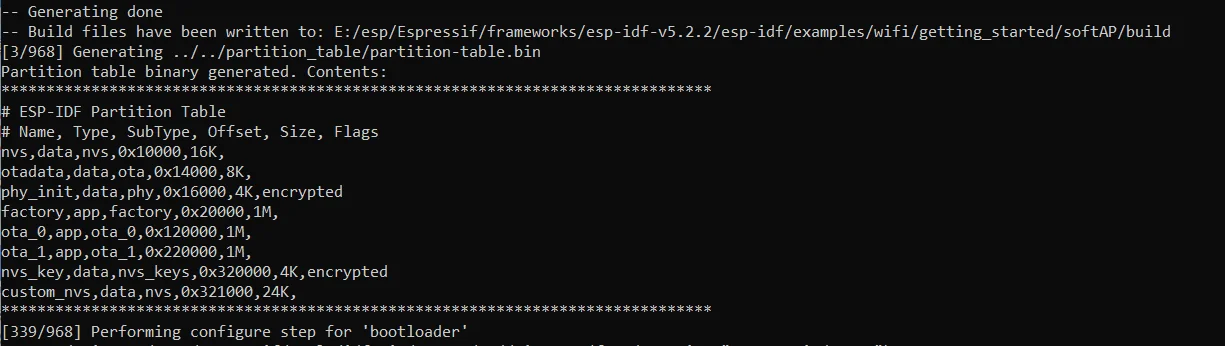 -- Generating done
-- Build files have been written to: E:/esp/Espressif/frameworks/esp-idf-v5.2.2/esp-idf/examples/wifi/getting_started/softAP/build
[3/968] Generating ../../partition_table/partition-table.bin
Partition table binary generated. Contents:
*******************************************************************************
# ESP-IDF Partition Table
# Name, Type, SubType, Offset, Size, Flags
nvs,data,nvs,0x10000,16K,
otadata,data,ota,0x14000,8K,
phy_init,data,phy,0x16000,4K,encrypted
factory,app,factory,0x20000,1M,
ota_0,app,ota_0,0x120000,1M,
ota_1,app,ota_1,0x220000,1M,
nvs_key,data,nvs_keys,0x320000,4K,encrypted
custom_nvs,data,nvs,0x321000,24K,
*******************************************************************************
[339/968] Performing configure step for 'bootloader'